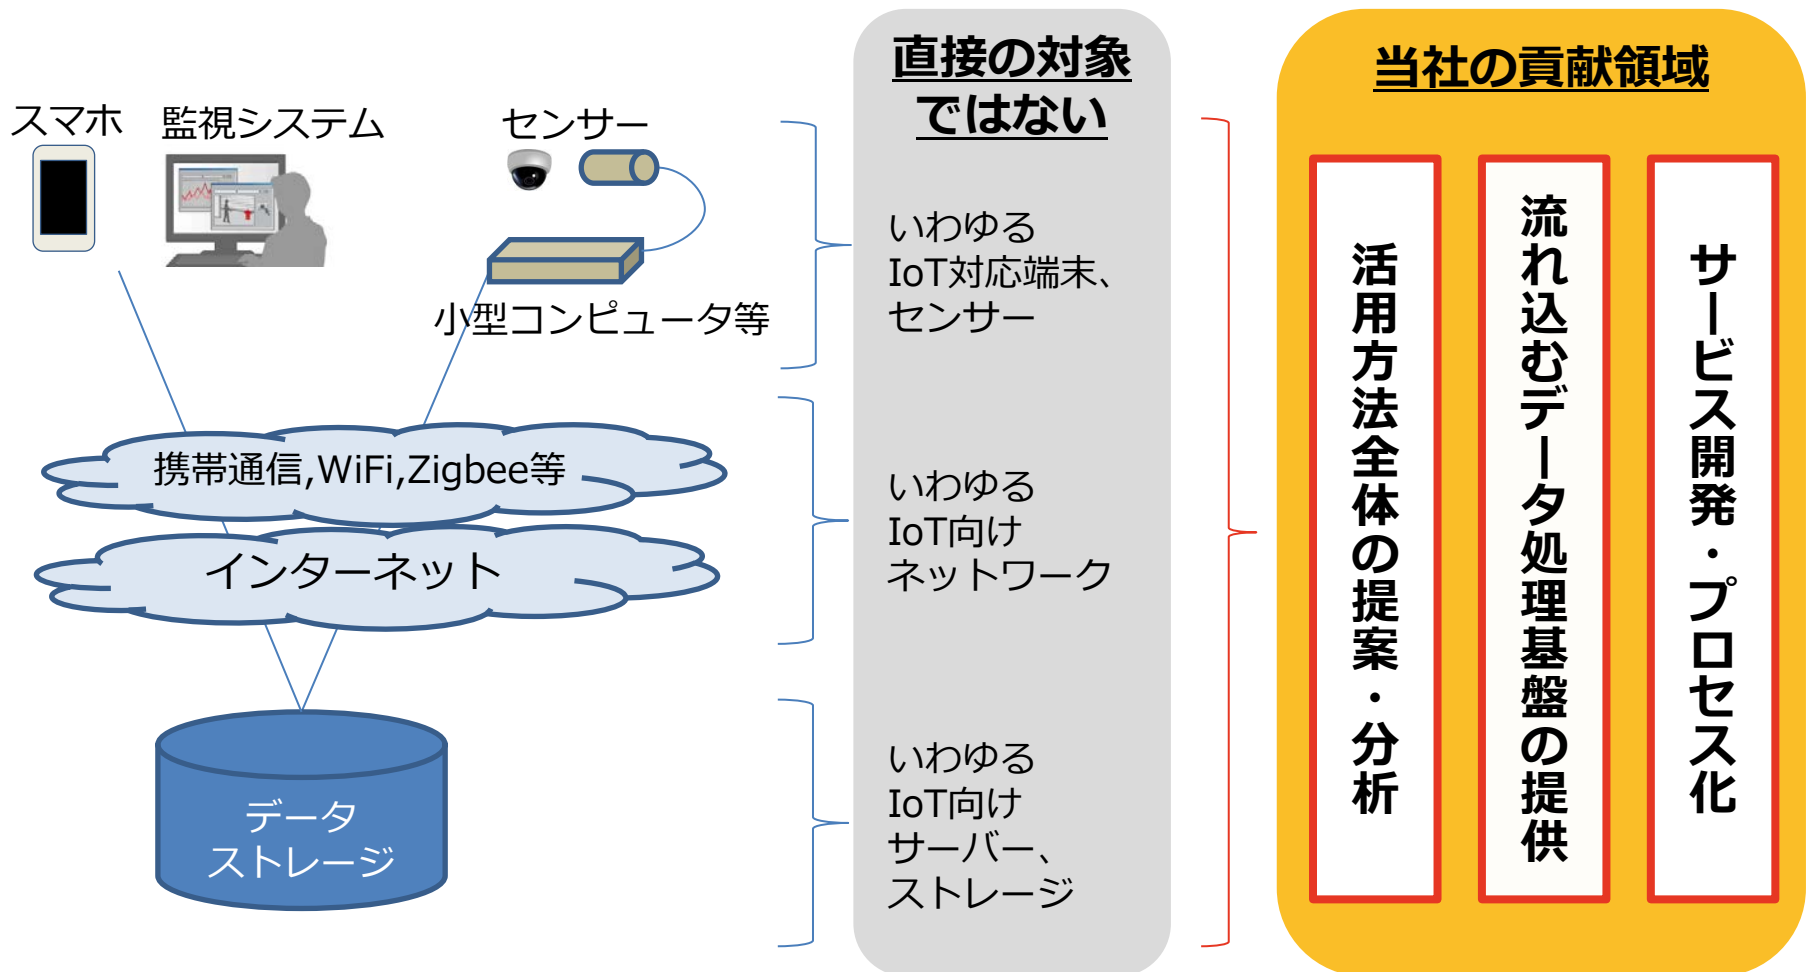 スマホ
監視システム
センサー
小型コンピュータ等
携帯通信,WiFi,Zigbee等
インターネット
データ
ストレージ
直接の対象
ではない
いわゆる
IoT対応端末、
センサー
いわゆる
IoT向け
ネットワーク
いわゆる
IoT向け
サーバー、
ストレージ
当社の貢献領域
活用方法全体の提案・分析
流れ込むデータ処理基盤の提供
サービス開発・プロセス化